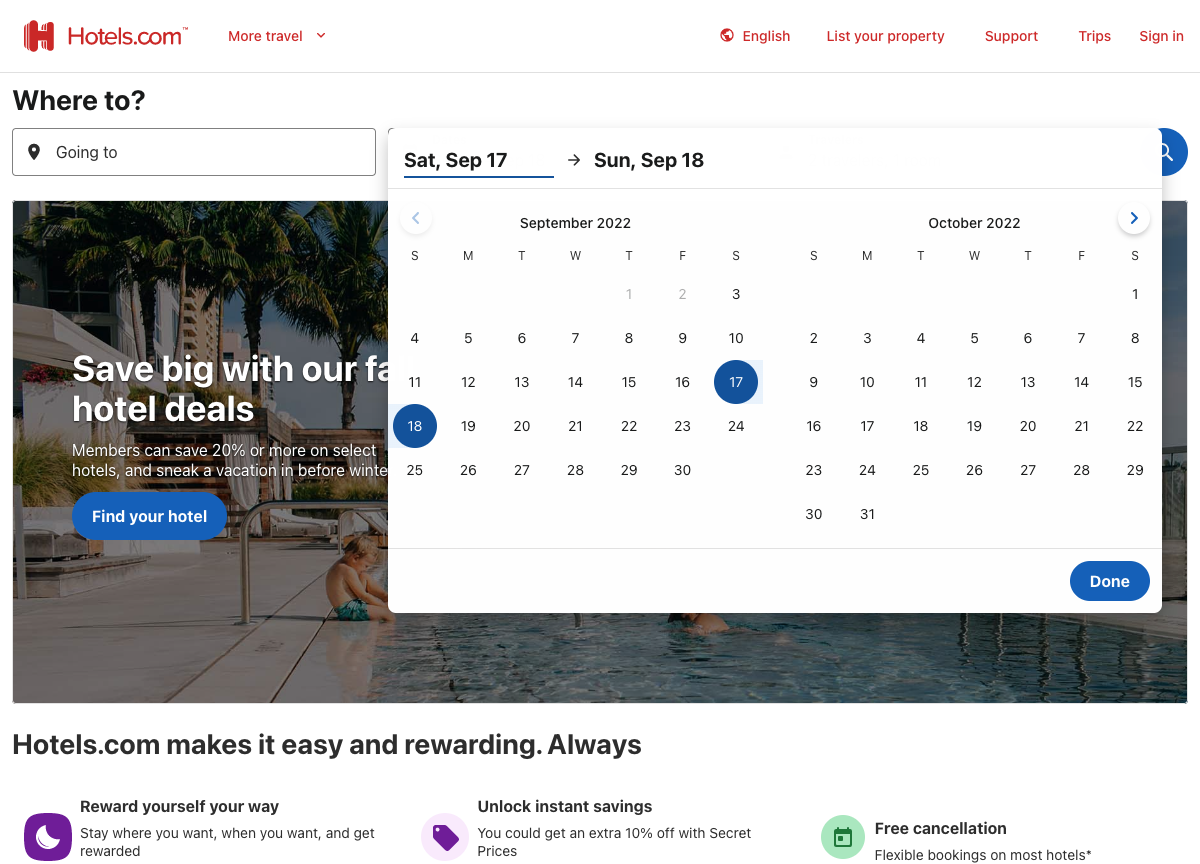 Hotels.com™
More travel
English
List your property
Support
Trips
Sign in
Where to?
Going to
Sat, Sep 17
Sun, Sep 18
September 2022
S M T W T F S
1 2 3
4 5 6 7 8 9 10
11 12 13 14 15 16 17
18 19 20 21 22 23 24
25 26 27 28 29 30
October 2022
S M T W T F S
1
2 3 4 5 6 7 8
9 10 11 12 13 14 15
16 17 18 19 20 21 22
23 24 25 26 27 28 29
30 31
Done
Save big with our fa
hotel deals
Members can save 20% or more on select
hotels, and sneak a vacation in before winte
Find your hotel
Hotels.com makes it easy and rewarding. Always
Reward yourself your way
Stay where you want, when you want, and get
rewarded
Unlock instant savings
You could get an extra 10% off with Secret
Prices
Free cancellation
Flexible bookings on most hotels*